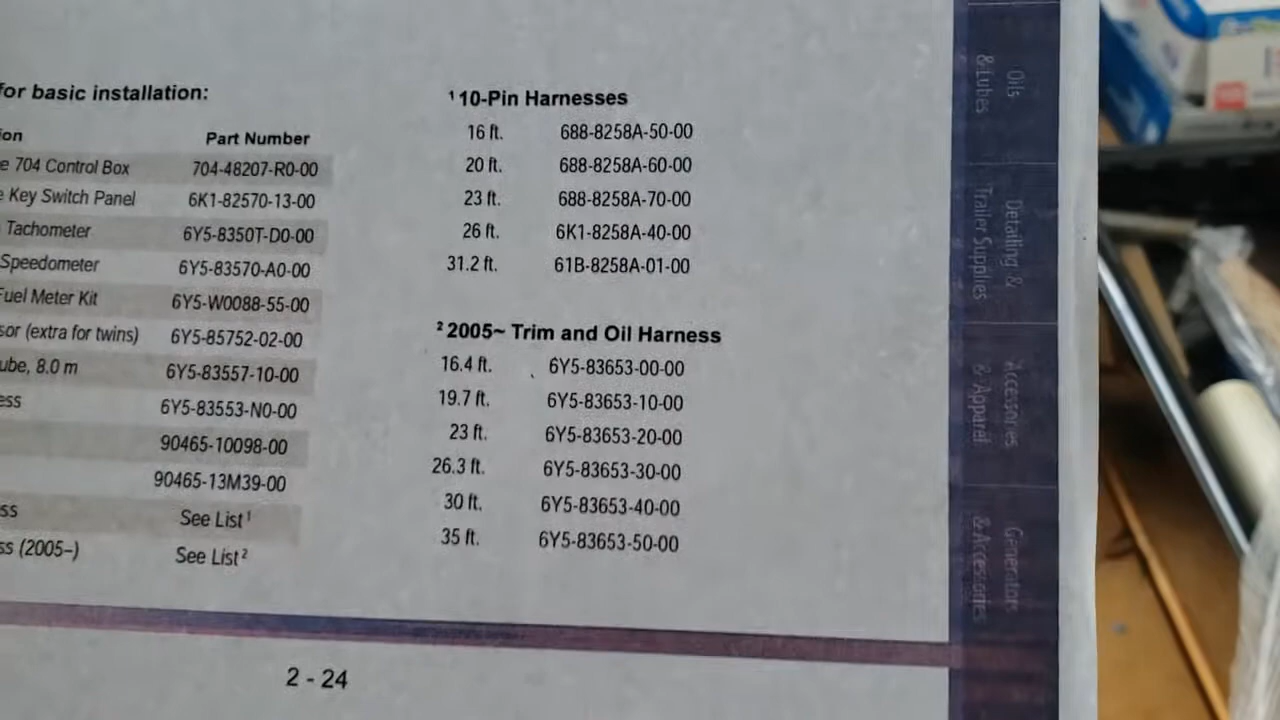 for basic installation:
ion Part Number
e 704 Control Box 704-48207-R0-00
e Key Switch Panel 6K1-82570-13-00
Tachometer 6Y5-8350T-D0-00
Speedometer 6Y5-83570-A0-00
Fuel Meter Kit 6Y5-W0088-55-00
sor (extra for twins) 6Y5-85752-02-00
ube, 8.0 m 6Y5-83557-10-00
ess 6Y5-83553-N0-00
90465-10098-00
90465-13M39-00
ss See List¹
ss (2005~) See List²
¹ 10-Pin Harnesses
16 ft. 688-8258A-50-00
20 ft. 688-8258A-60-00
23 ft. 688-8258A-70-00
26 ft. 6K1-8258A-40-00
31.2 ft. 61B-8258A-01-00
² 2005~ Trim and Oil Harness
16.4 ft. 6Y5-83653-00-00
19.7 ft. 6Y5-83653-10-00
23 ft. 6Y5-83653-20-00
26.3 ft. 6Y5-83653-30-00
30 ft. 6Y5-83653-40-00
35 ft. 6Y5-83653-50-00
2 - 24
Oils
& Lubes
Detailing &
Trailer Supplies
Accessories
& Apparel
Generators
& Accessories